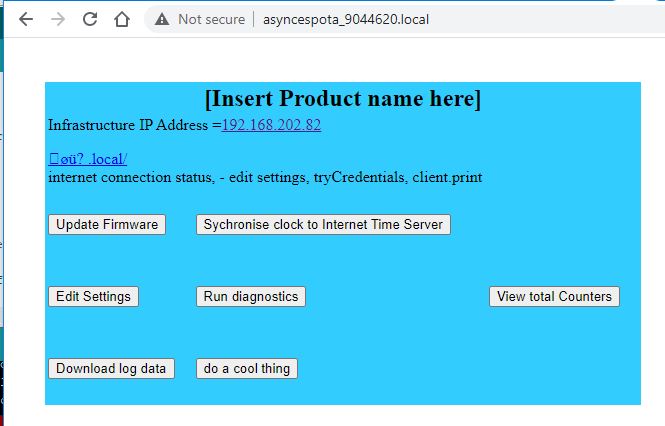 Not secure | asyncespota_9044620.local
[Insert Product name here]
Infrastructure IP Address =192.168.202.82
øü? .local/
internet connection status, - edit settings, tryCredentials, client.print
Update Firmware Sychronise clock to Internet Time Server
Edit Settings Run diagnostics View total Counters
Download log data do a cool thing